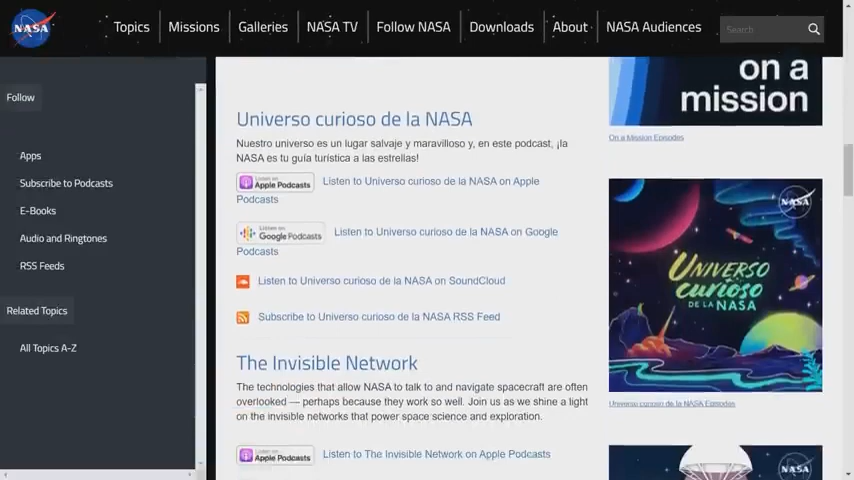 NASA
Topics
Missions
Galleries
NASA TV
Follow NASA
Downloads
About
NASA Audiences
Search
Follow
Apps
Subscribe to Podcasts
E-Books
Audio and Ringtones
RSS Feeds
Related Topics
All Topics A-Z
Universo curioso de la NASA
Nuestro universo es un lugar salvaje y maravilloso y, en este podcast, ¡la
NASA es tu guía turística a las estrellas!
Listen on
Apple Podcasts
Listen to Universo curioso de la NASA on Apple
Podcasts
Listen on
Google Podcasts
Listen to Universo curioso de la NASA on Google
Podcasts
Listen to Universo curioso de la NASA on SoundCloud
Subscribe to Universo curioso de la NASA RSS Feed
The Invisible Network
The technologies that allow NASA to talk to and navigate spacecraft are often
overlooked — perhaps because they work so well. Join us as we shine a light
on the invisible networks that power space science and exploration.
Listen on
Apple Podcasts
Listen to The Invisible Network on Apple Podcasts
on a
mission
On a Mission Episodes
NASA
UNIVERSO
curioso
DE LA NASA
Universo curioso de la NASA Episodes
NASA